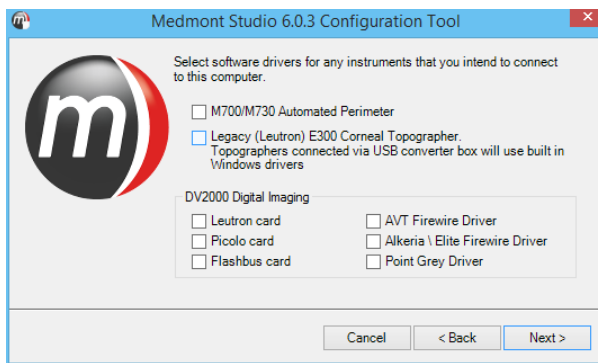 Medmont Studio 6.0.3 Configuration Tool
Select software drivers for any instruments that you intend to connect
to this computer.
M700/M730 Automated Perimeter
Legacy (Leutron) E300 Corneal Topographer.
Topographers connected via USB converter box will use built in
Windows drivers
DV2000 Digital Imaging
Leutron card
AVT Firewire Driver
Picolo card
Alkeria \ Elite Firewire Driver
Flashbus card
Point Grey Driver
Cancel
< Back
Next >